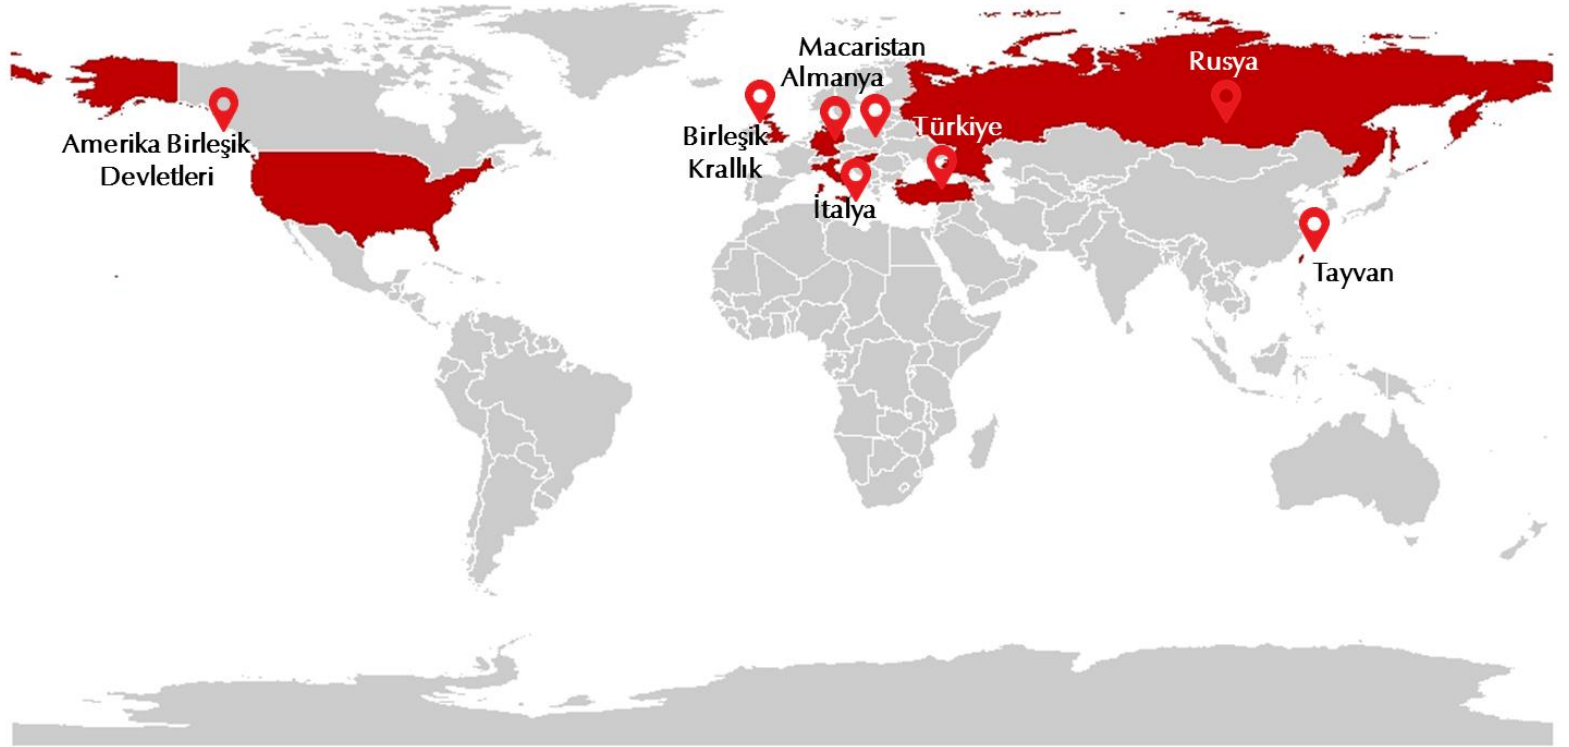 Macaristan
Almanya
Rusya
Amerika Birleşik
Devletleri
Birleşik
Krallık
Türkiye
İtalya
Tayvan